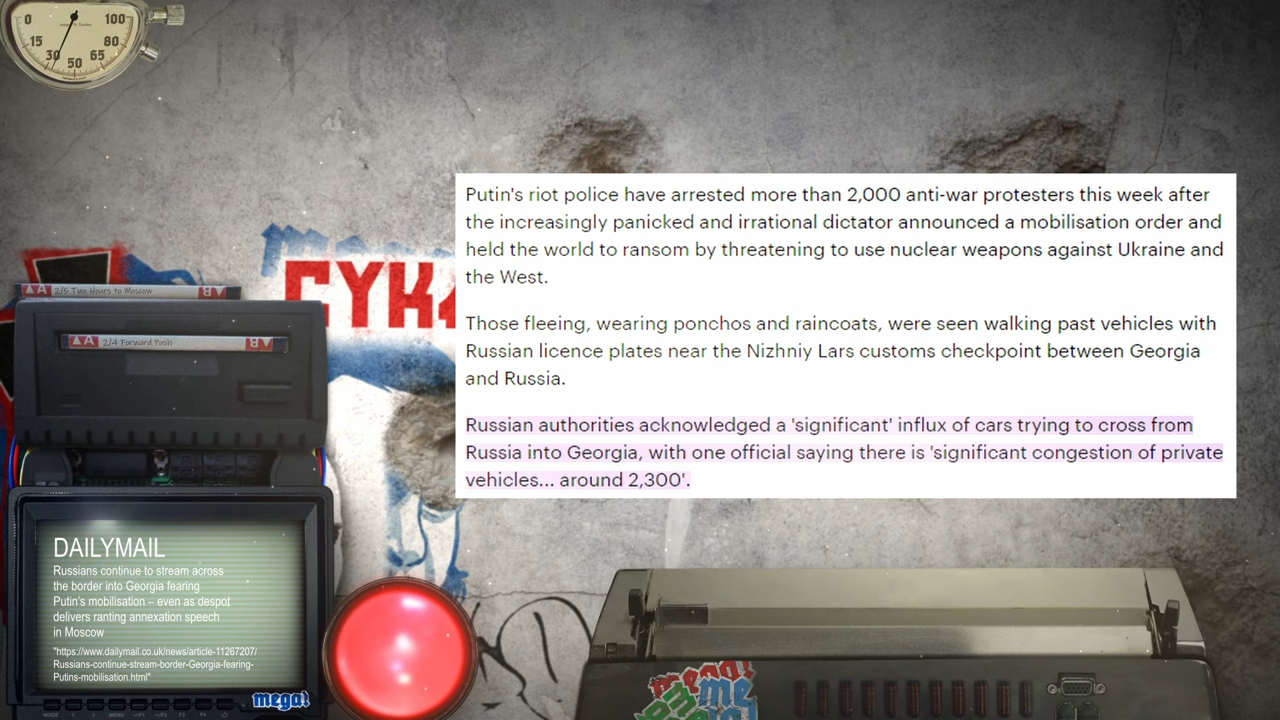 0 100
15 80
30 65
50
Putin's riot police have arrested more than 2,000 anti-war protesters this week after
the increasingly panicked and irrational dictator announced a mobilisation order and
held the world to ransom by threatening to use nuclear weapons against Ukraine and
the West.
Those fleeing, wearing ponchos and raincoats, were seen walking past vehicles with
Russian licence plates near the Nizhniy Lars customs checkpoint between Georgia
and Russia.
Russian authorities acknowledged a 'significant' influx of cars trying to cross from
Russia into Georgia, with one official saying there is 'significant congestion of private
vehicles... around 2,300'.
2/5 Two Hours to Moscow
2/4 Forward Push
DAILYMAIL
Russians continue to stream across
the border into Georgia fearing
Putin's mobilisation – even as despot
delivers ranting annexation speech
in Moscow
"https://www.dailymail.co.uk/news/article-11267207/
Russians-continue-stream-border-Georgia-fearing-
Putins-mobilisation.html"
mega!